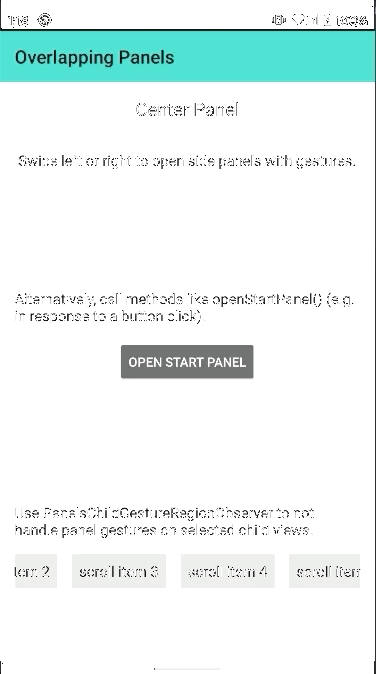 Overlapping Panels
Center Panel
Swipe left or right to open side panels with gestures.
Alternatively, call methods like openStartPanel() (e.g.
in response to a button click).
OPEN START PANEL
Use PanelsChildGestureRegionObserver to not
handle panel gestures on selected child views.
tem 2 scroll item 3 scroll item 4 scroll item